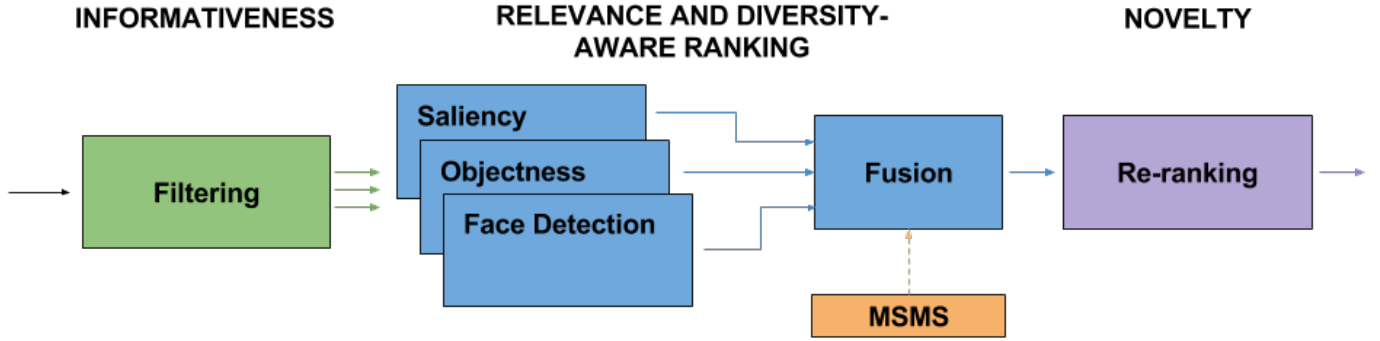 INFORMATIVENESS
RELEVANCE AND DIVERSITY-
AWARE RANKING
NOVELTY
Filtering
Saliency
Objectness
Face Detection
Fusion
Re-ranking
MSMS